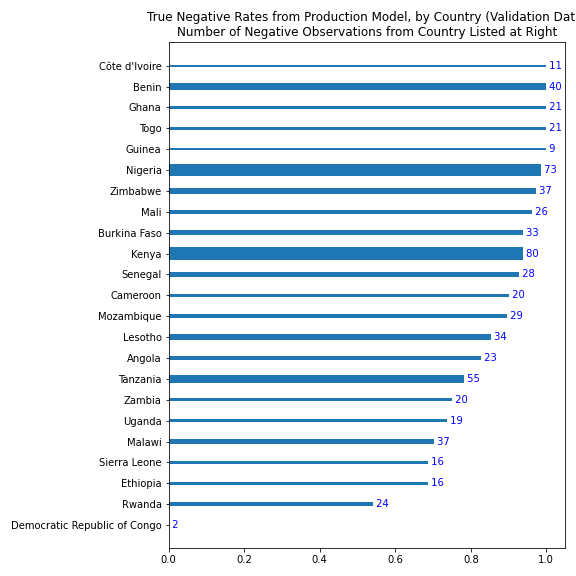 True Negative Rates from Production Model, by Country (Validation Dat
Number of Negative Observations from Country Listed at Right
Côte d'Ivoire 11
Benin 40
Ghana 21
Togo 21
Guinea 9
Nigeria 73
Zimbabwe 37
Mali 26
Burkina Faso 33
Kenya 80
Senegal 28
Cameroon 20
Mozambique 29
Lesotho 34
Angola 23
Tanzania 55
Zambia 20
Uganda 19
Malawi 37
Sierra Leone 16
Ethiopia 16
Rwanda 24
Democratic Republic of Congo 2
0.0 0.2 0.4 0.6 0.8 1.0